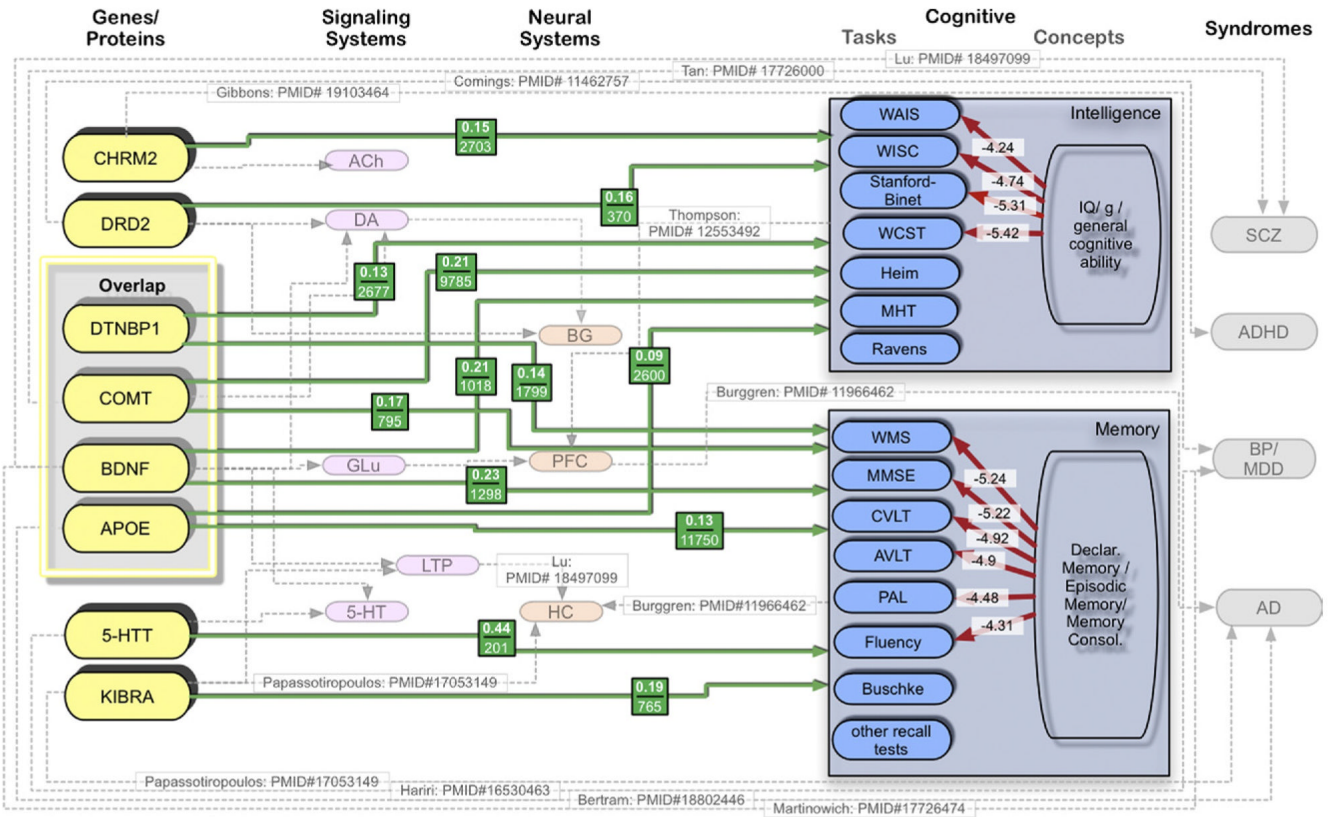 Genes/
Proteins
Signaling
Systems
Neural
Systems
Cognitive
Tasks
Concepts
Syndromes
Lu: PMID# 18497099
Tan: PMID# 17726000
Comings: PMID# 11462757
Gibbons: PMID# 19103464
CHRM2
DRD2
Overlap
DTNBP1
COMT
BDNF
APOE
5-HTT
KIBRA
ACh
DA
GLu
LTP
5-HT
BG
PFC
HC
0.15
2703
0.16
370
0.13
2677
0.21
9785
0.21
1018
0.14
1799
0.09
2600
0.17
795
0.23
1298
0.13
11750
0.44
201
0.19
765
Thompson:
PMID# 12553492
Burggren: PMID# 11966462
Lu:
PMID# 18497099
Burggren: PMID#11966462
Papassotiropoulos: PMID#17053149
Intelligence
WAIS
WISC
Stanford-
Binet
WCST
Heim
MHT
Ravens
-4.24
-4.74
-5.31
-5.42
IQ/ g /
general
cognitive
ability
Memory
WMS
MMSE
CVLT
AVLT
PAL
Fluency
Buschke
other recall
tests
-5.24
-5.22
-4.92
-4.9
-4.48
-4.31
Declar.
Memory /
Episodic
Memory/
Memory
Consol.
SCZ
ADHD
BP/
MDD
AD
Papassotiropoulos: PMID#17053149
Hariri: PMID#16530463
Bertram: PMID#18802446
Martinowich: PMID#17726474